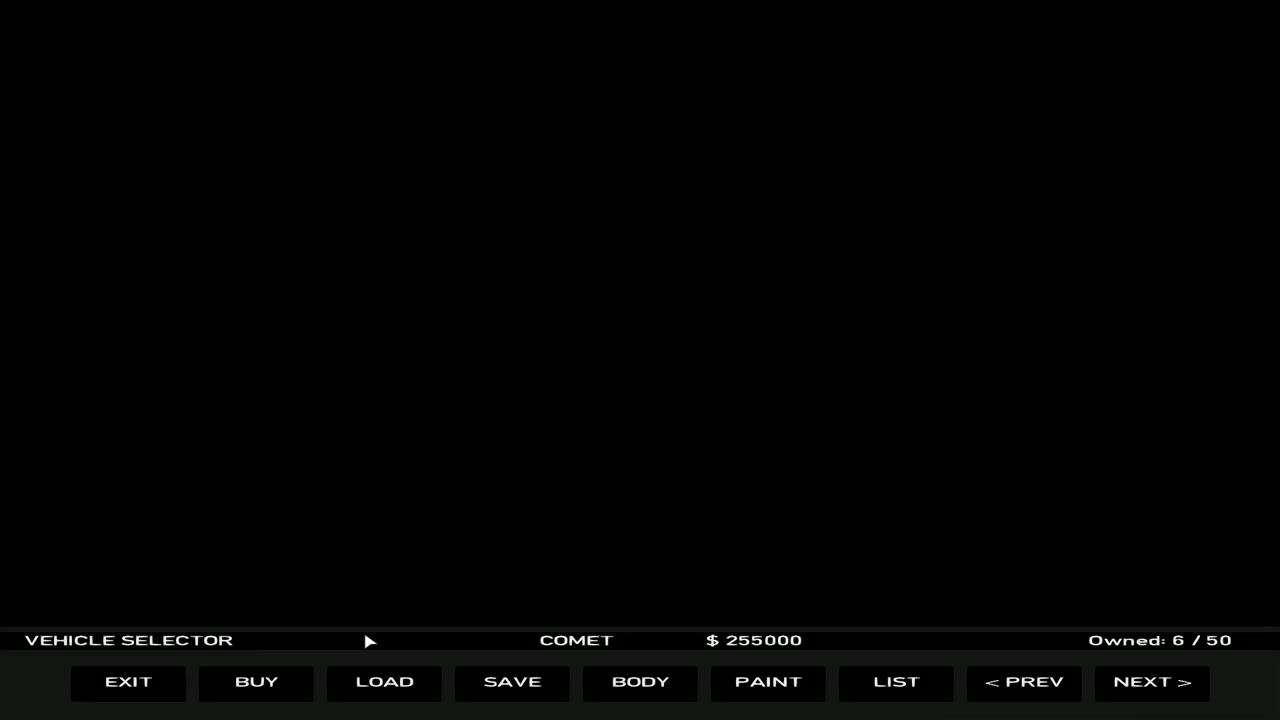 VEHICLE SELECTOR COMET $ 255000 Owned: 6 / 50
EXIT BUY LOAD SAVE BODY PAINT LIST < PREV NEXT >